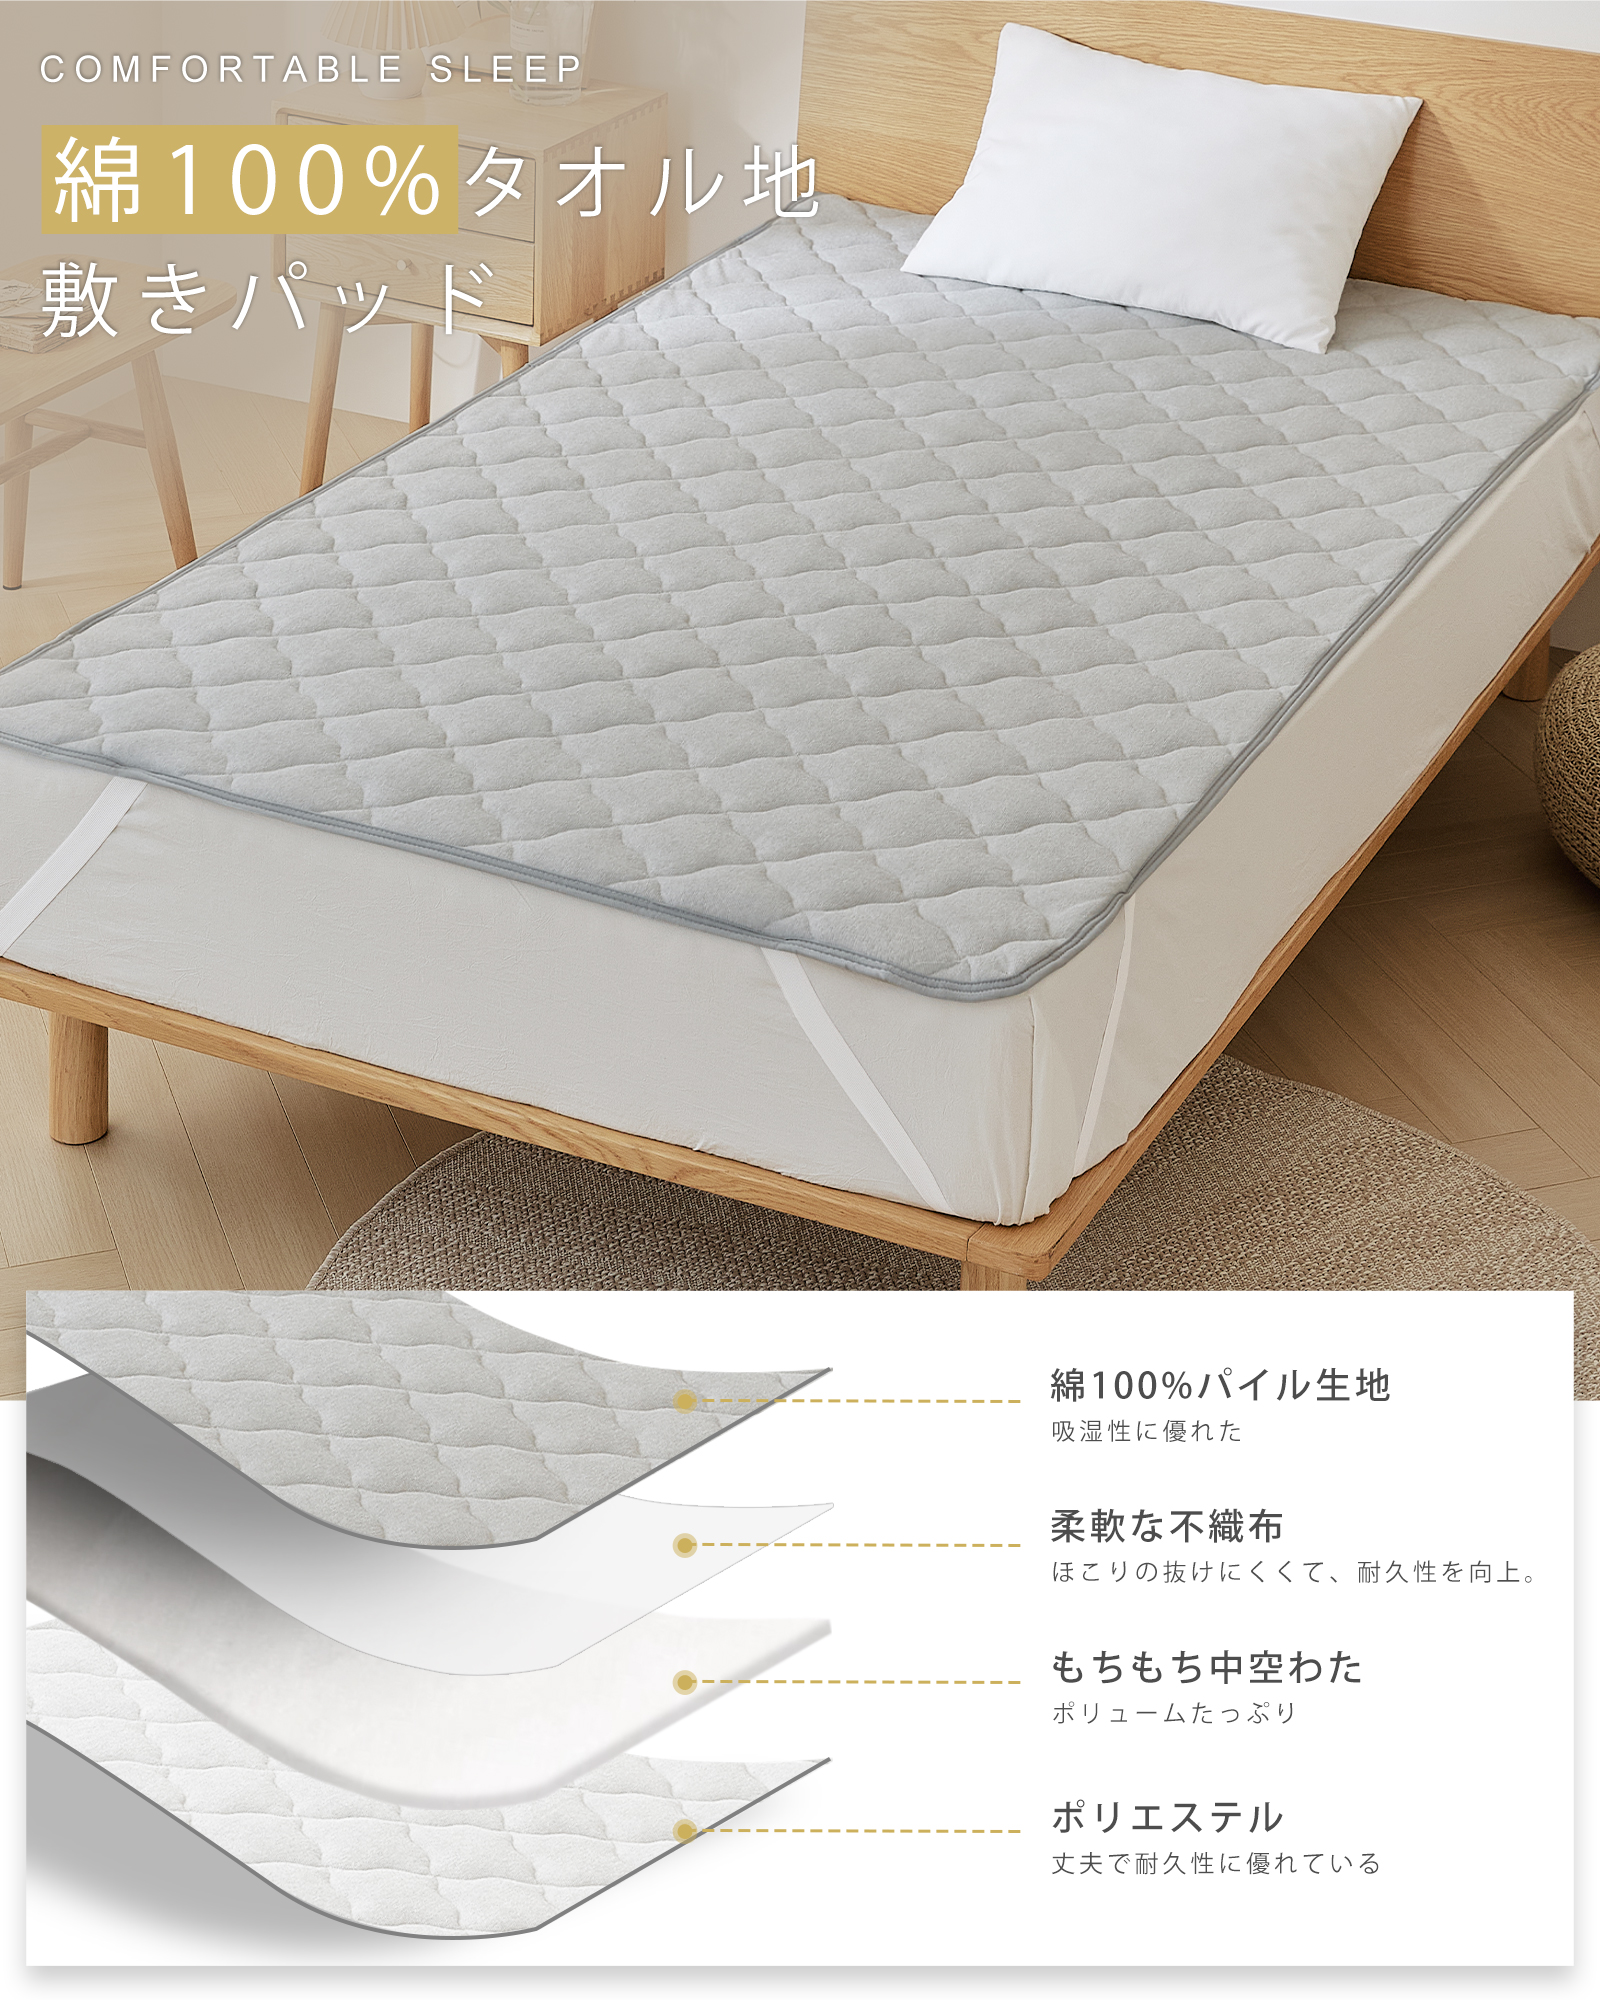 COMFORTABLE SLEEP
綿100%タオル地
敷きパッド
綿100%パイル生地
吸湿性に優れた
柔軟な不織布
ほこりの抜けにくくて、耐久性を向上。
もちもち中空わた
ポリュームたっぷり
ポリエステル
丈夫で耐久性に優れている